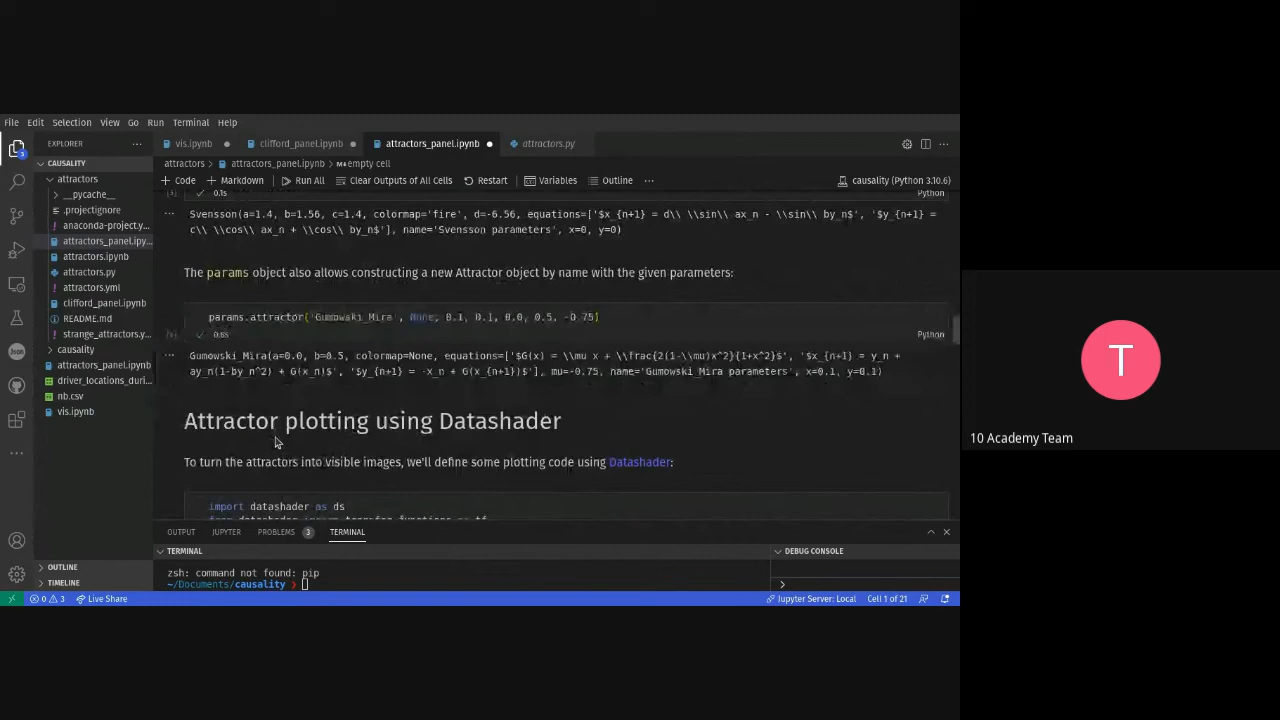 File Edit Selection View Go Run Terminal Help
EXPLORER
3
CAUSALITY
attractors
__pycache__
.projectignore
anaconda-project.y...
attractors_panel.ipy...
attractors.ipynb
attractors.py
attractors.yml
clifford_panel.ipynb
README.md
strange_attractors.y...
causality
attractors_panel.ipynb
driver_locations_duri...
nb.csv
vis.ipynb
OUTLINE
TIMELINE
vis.ipynb clifford_panel.ipynb attractors_panel.ipynb attractors.py
attractors > attractors_panel.ipynb > M↓empty cell
+ Code + Markdown Run All Clear Outputs of All Cells Restart Variables Outline ... causality (Python 3.10.6)
0.1s Python
Svensson(a=1.4, b=1.56, c=1.4, colormap='fire', d=-6.56, equations=['$x_{n+1} = d\\ \\sin\\ ax_n - \\sin\\ by_n$', '$y_{n+1} =
c\\ \\cos\\ ax_n + \\cos\\ by_n$'], name='Svensson parameters', x=0, y=0)
The params object also allows constructing a new Attractor object by name with the given parameters:
params.attractor('Gumowski_Mira', None, 0.1, 0.1, 0.0, 0.5, -0.75)
Python
Gumowski_Mira(a=0.0, b=0.5, colormap=None, equations=['$G(x) = \\mu x + \\frac{2(1-\\mu)x^2}{1+x^2}$', '$x_{n+1} = y_n +
ay_n(1-by_n^2) + G(x_n)$', '$y_{n+1} = -x_n + G(x_{n+1})$'], mu=-0.75, name='Gumowski_Mira parameters', x=0.1, y=0.1)
Attractor plotting using Datashader
To turn the attractors into visible images, we'll define some plotting code using Datashader:
import datashader as ds
OUTPUT JUPYTER PROBLEMS 3 TERMINAL
TERMINAL
zsh: command not found: pip
~/Documents/causality ❯
DEBUG CONSOLE
>
0 3 Live Share Jupyter Server: Local Cell 1 of 21
T
10 Academy Team